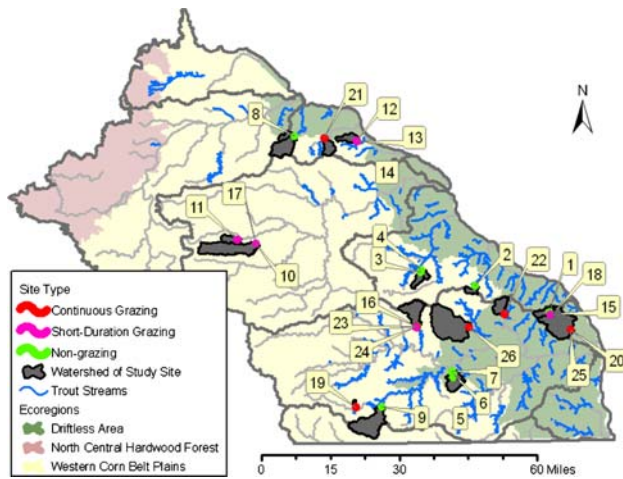 21
8
12
N
13
14
17
11
4
2
22
1
3
18
10
16
15
23
24
26
20
7
25
19
6
9
5
Site Type
Continuous Grazing
Short-Duration Grazing
Non-grazing
Watershed of Study Site
Trout Streams
Ecoregions
Driftless Area
North Central Hardwood Forest
Western Corn Belt Plains
0 15 30 60 Miles